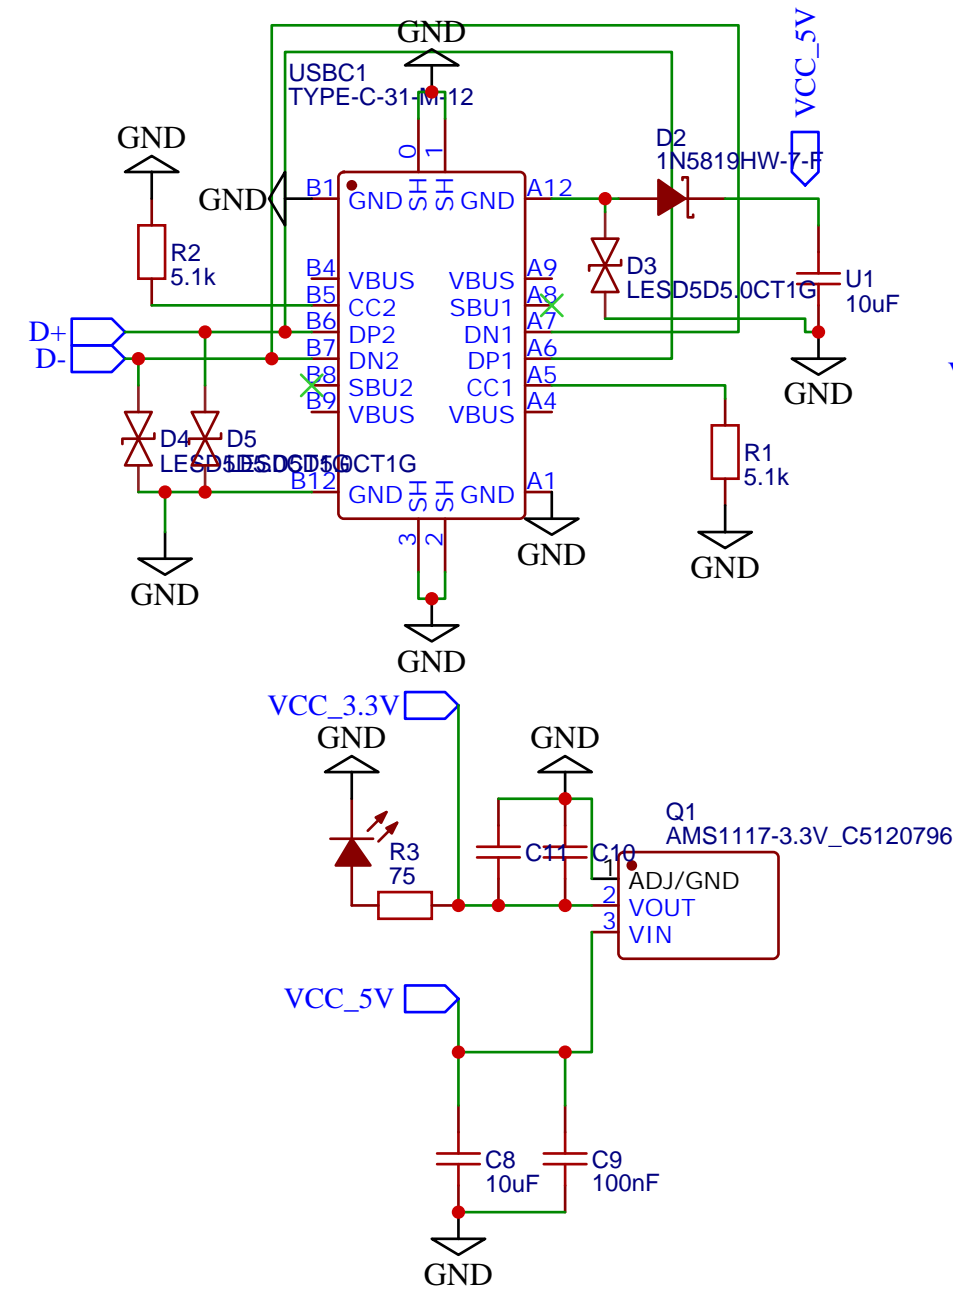 GND
VCC_5V
USBC1
TYPE-C-31-M-12
D2
1N5819HW-7-F
GND
0
1
GND
B1
GND
SH
SH
GND
A12
R2
5.1k
D3
LESD5D5.0CT1G
U1
10uF
B4
VBUS
VBUS
A9
B5
CC2
SBU1
A8
D+
B6
DP2
DN1
A7
D-
B7
DN2
DP1
A6
B8
SBU2
CC1
A5
GND
B9
VBUS
VBUS
A4
D4
LESD5D5.0CT1G
D5
LESD5D5.0CT1G
R1
5.1k
B12
GND
SH
SH
GND
A1
3
2
GND
GND
GND
GND
VCC_3.3V
GND
GND
Q1
AMS1117-3.3V_C5120796
R3
75
C11
C10
1
ADJ/GND
2
VOUT
3
VIN
VCC_5V
C8
10uF
C9
100nF
GND